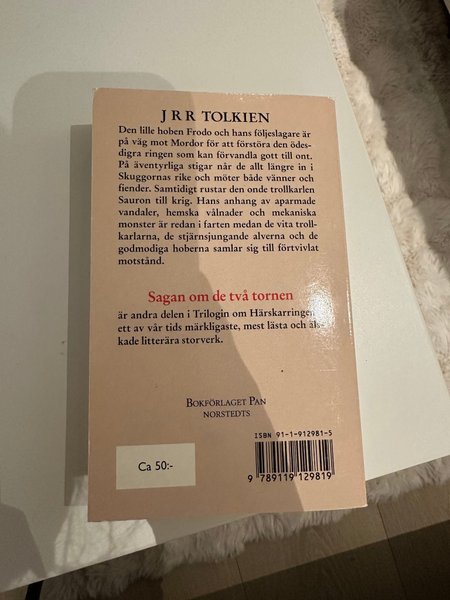 J R R TOLKIEN
Den lille hoben Frodo och hans följeslagare är
på väg mot Mordor för att förstöra den ödes-
digra ringen som kan förvandla gott till ont.
På äventyrliga stigar når de allt längre in i
Skuggornas rike och möter både vänner och
fiender. Samtidigt rustar den onde trollkarlen
Sauron till krig. Hans anhang av aparmade
vandaler, hemska vålnader och mekaniska
monster är redan i farten medan de vita troll-
karlarna, de stjärnsjungande alverna och de
godmodiga hoberna samlar sig till förtvivlat
motstånd.
Sagan om de två tornen
är andra delen i Trilogin om Härskarringen,
ett av vår tids märkligaste, mest lästa och äls-
kade litterära storverk.
BOKFÖRLAGET PAN
NORSTEDTS
ISBN 91-1-912981-5
Ca 50:-
9 789119 129819